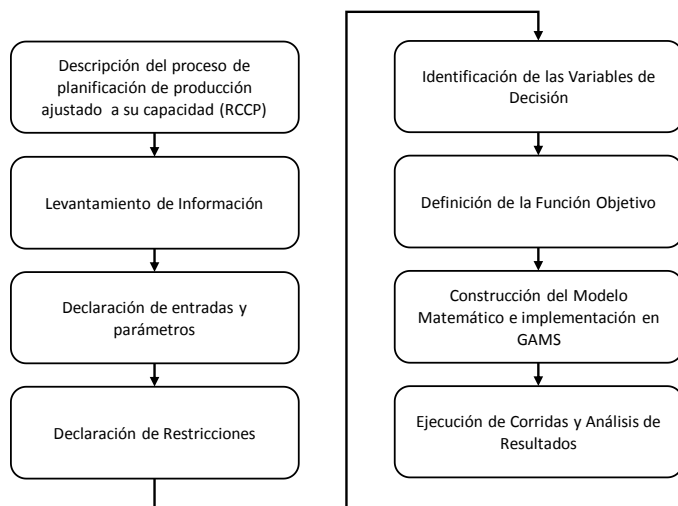 Descripción del proceso de
planificación de producción
ajustado a su capacidad (RCCP)
Levantamiento de Información
Declaración de entradas y
parámetros
Declaración de Restricciones
Identificación de las Variables de
Decisión
Definición de la Función Objetivo
Construcción del Modelo
Matemático e implementación en
GAMS
Ejecución de Corridas y Análisis de
Resultados